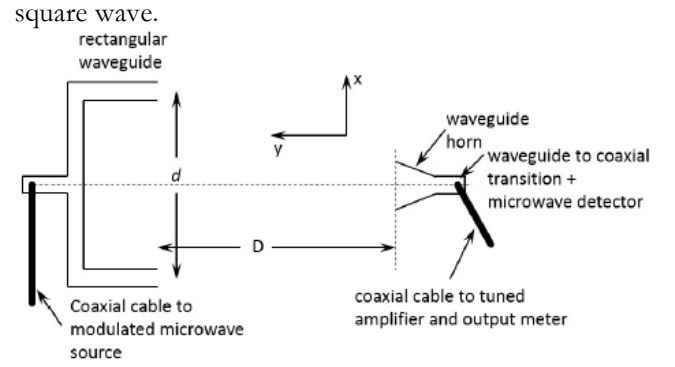 square wave.
rectangular
waveguide
x
y
waveguide
horn
waveguide to coaxial
transition +
microwave detector
d
D
Coaxial cable to
modulated microwave
source
coaxial cable to tuned
amplifier and output meter